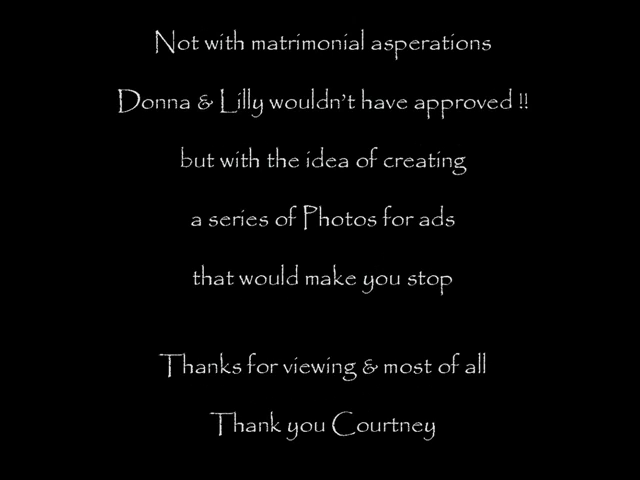 Not with matrimonial asperations
Donna & Lilly wouldn't have approved !!
but with the idea of creating
a series of Photos for ads
that would make you stop
Thanks for viewing & most of all
Thank you Courtney